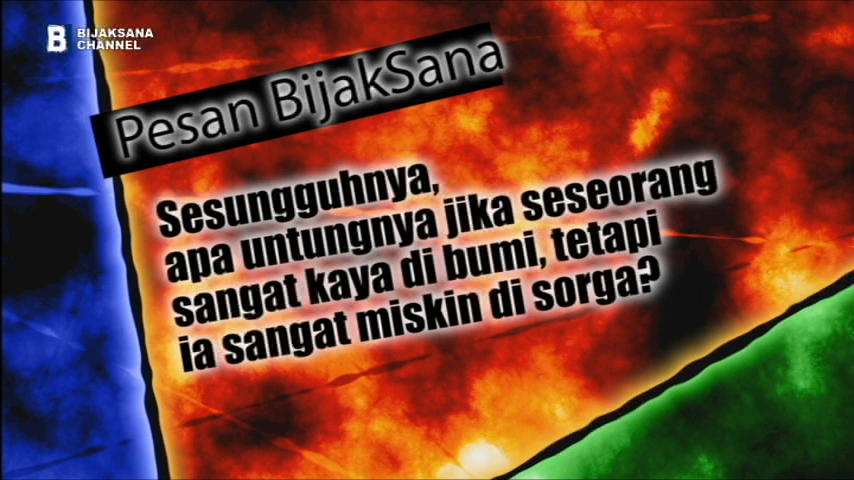 BIJAKSANA
CHANNEL
Pesan BijakSana
Sesungguhnya,
apa untungnya jika seseorang
sangat kaya di bumi, tetapi
ia sangat miskin di sorga?